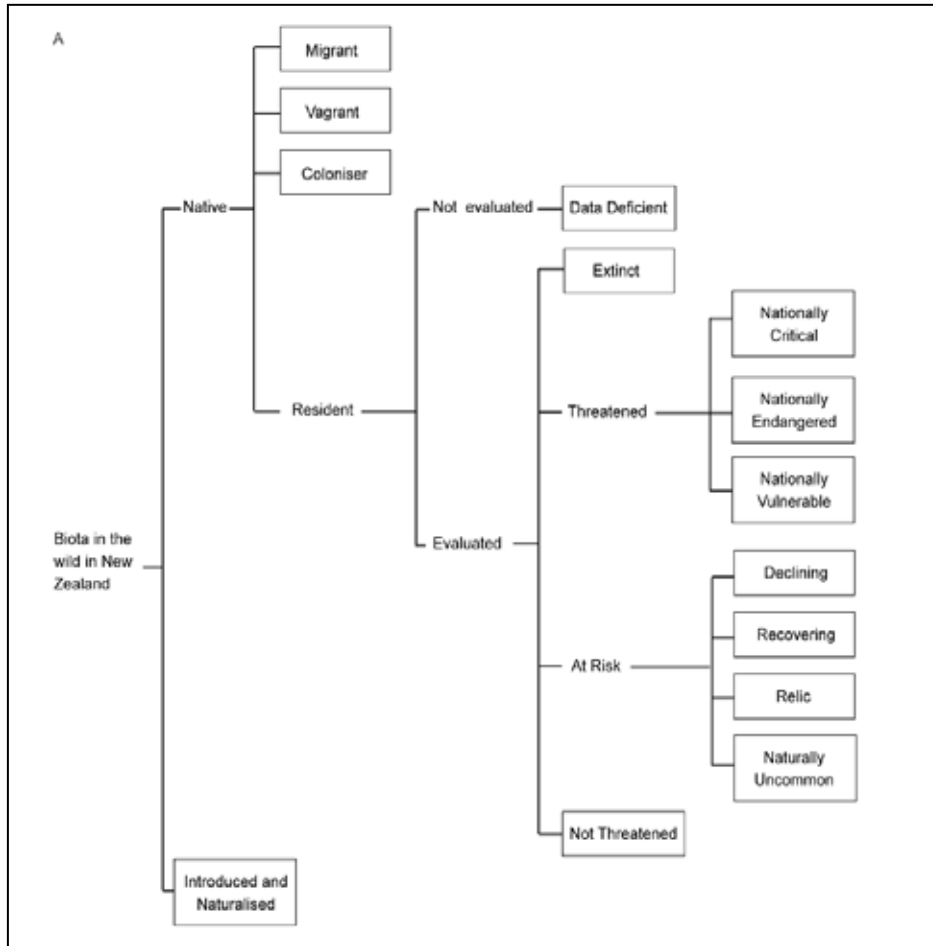 A
Migrant
Vagrant
Coloniser
Native
Not evaluated
Data Deficient
Extinct
Nationally
Critical
Resident
Threatened
Nationally
Endangered
Nationally
Vulnerable
Biota in the
wild in New
Zealand
Evaluated
Declining
Recovering
At Risk
Relic
Naturally
Uncommon
Not Threatened
Introduced and
Naturalised